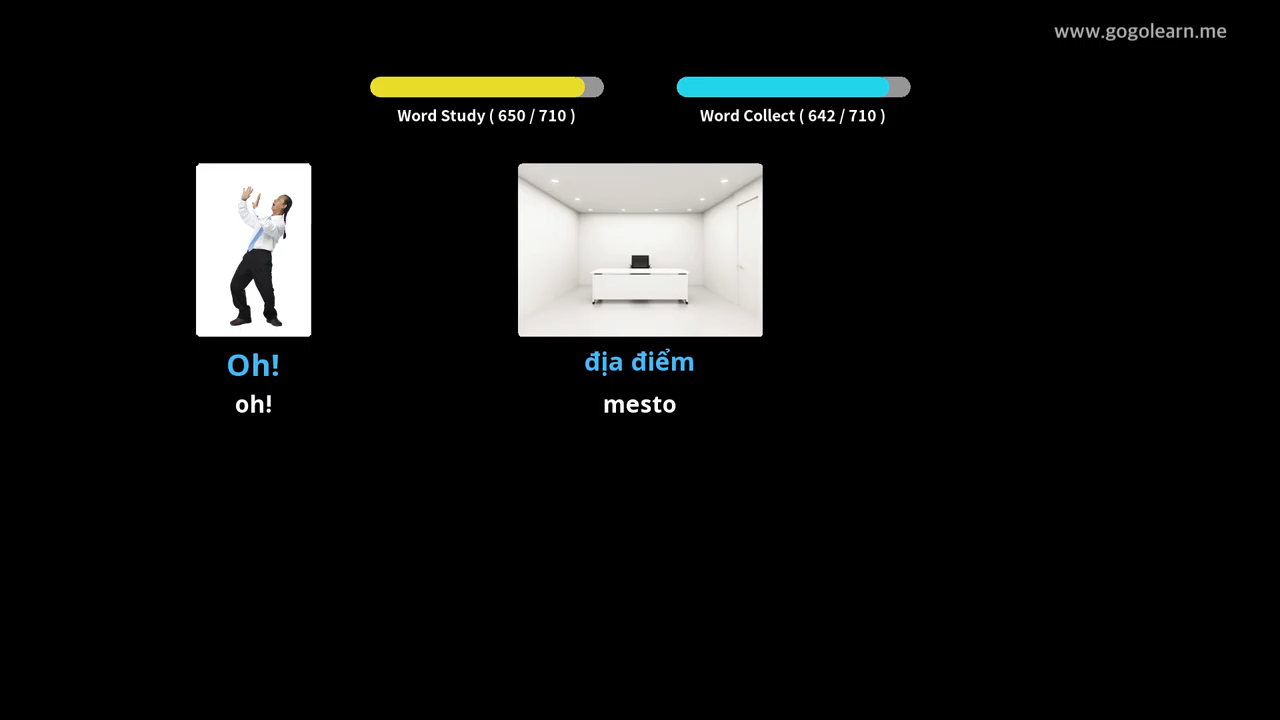 www.gogolearn.me
Word Study ( 650 / 710 )
Word Collect ( 642 / 710 )
Oh!
oh!
địa điểm
mesto